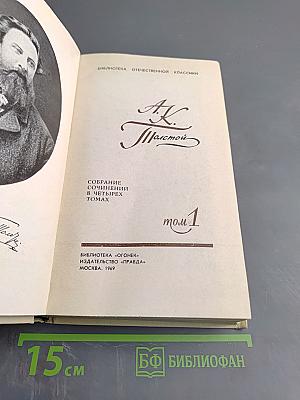 БИБЛИОТЕКА ОТЕЧЕСТВЕННОЙ КЛАССИКИ
А.К.
Толстой
СОБРАНИЕ
СОЧИНЕНИЙ
В ЧЕТЫРЕХ
ТОМАХ
том 1
БИБЛИОТЕКА «ОГОНЕК»
ИЗДАТЕЛЬСТВО «ПРАВДА»
МОСКВА. 1969
15 см
БФ БИБЛИОФАН